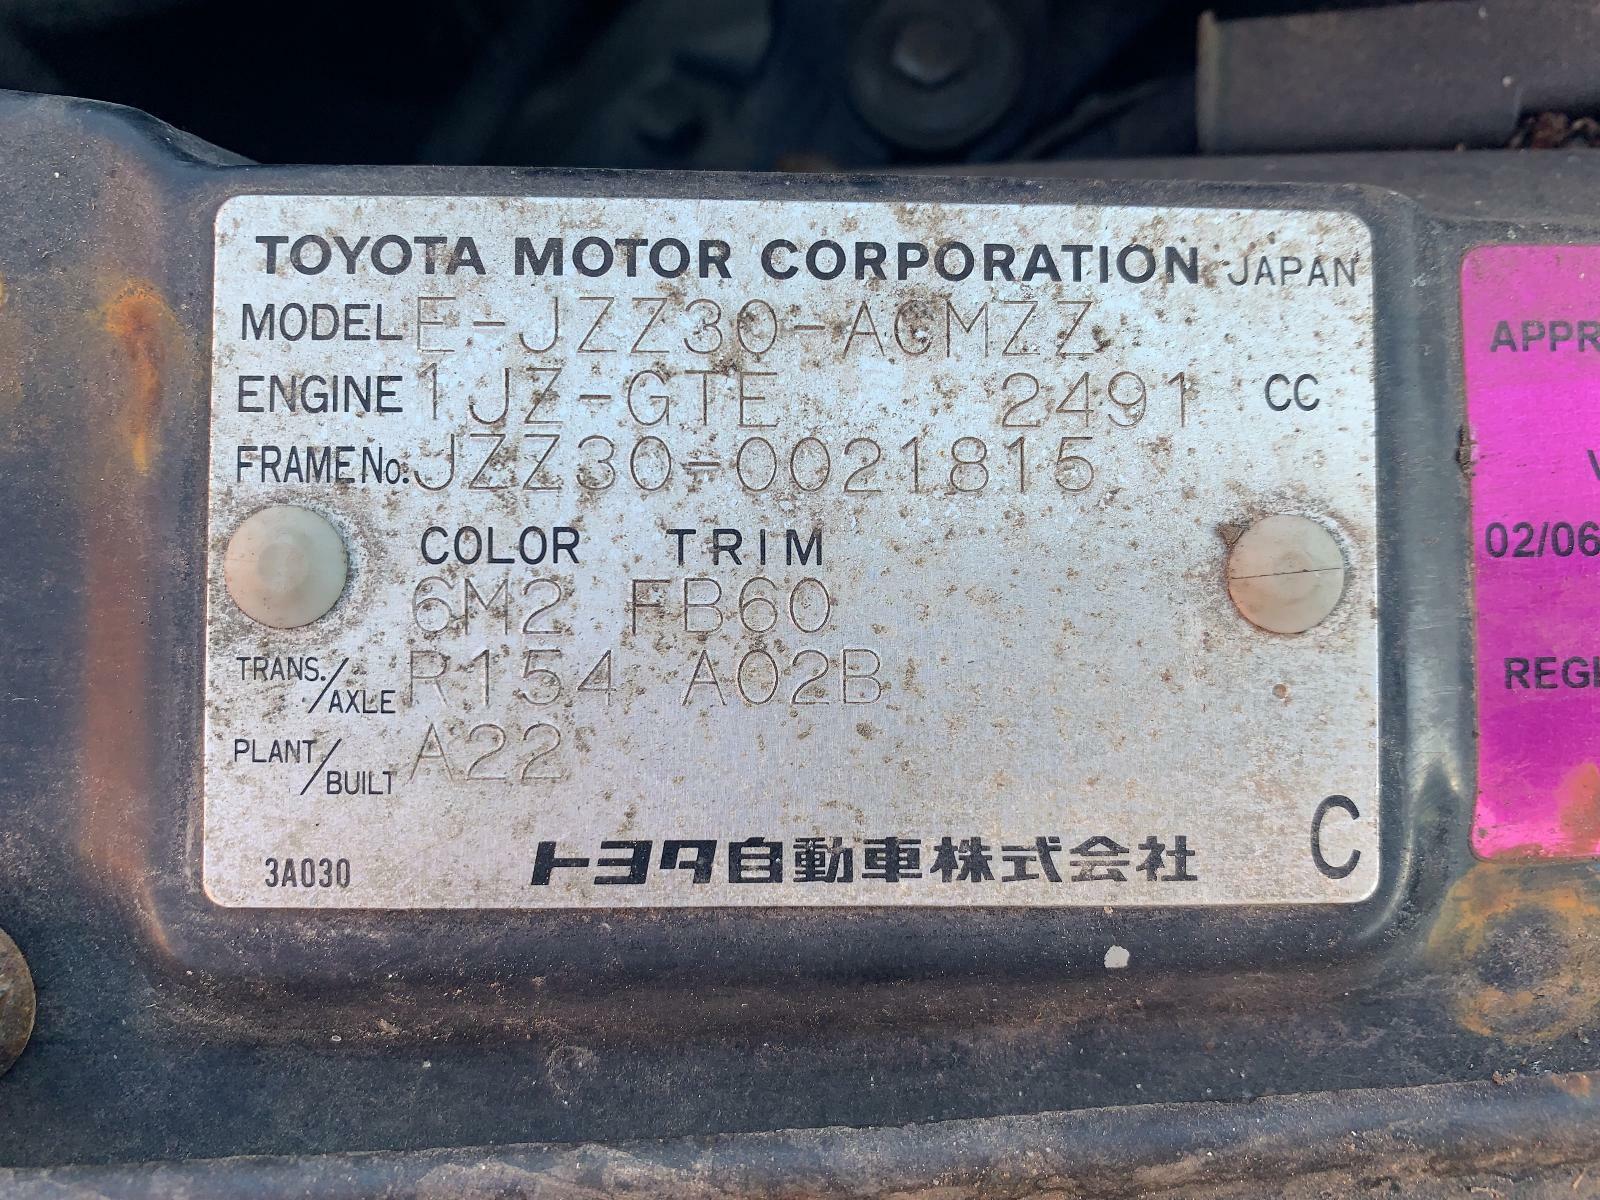 TOYOTA MOTOR CORPORATION JAPAN
MODEL E-JZZ30-ACMZZ
ENGINE 1JZ-GTE 2491 CC
FRAME No. JZZ30-0021815
COLOR TRIM
6M2 FB60
TRANS./AXLE R154 A02B
PLANT/BUILT A22
3A030 トヨタ自動車株式会社 C
APPR
V
02/06
REGI